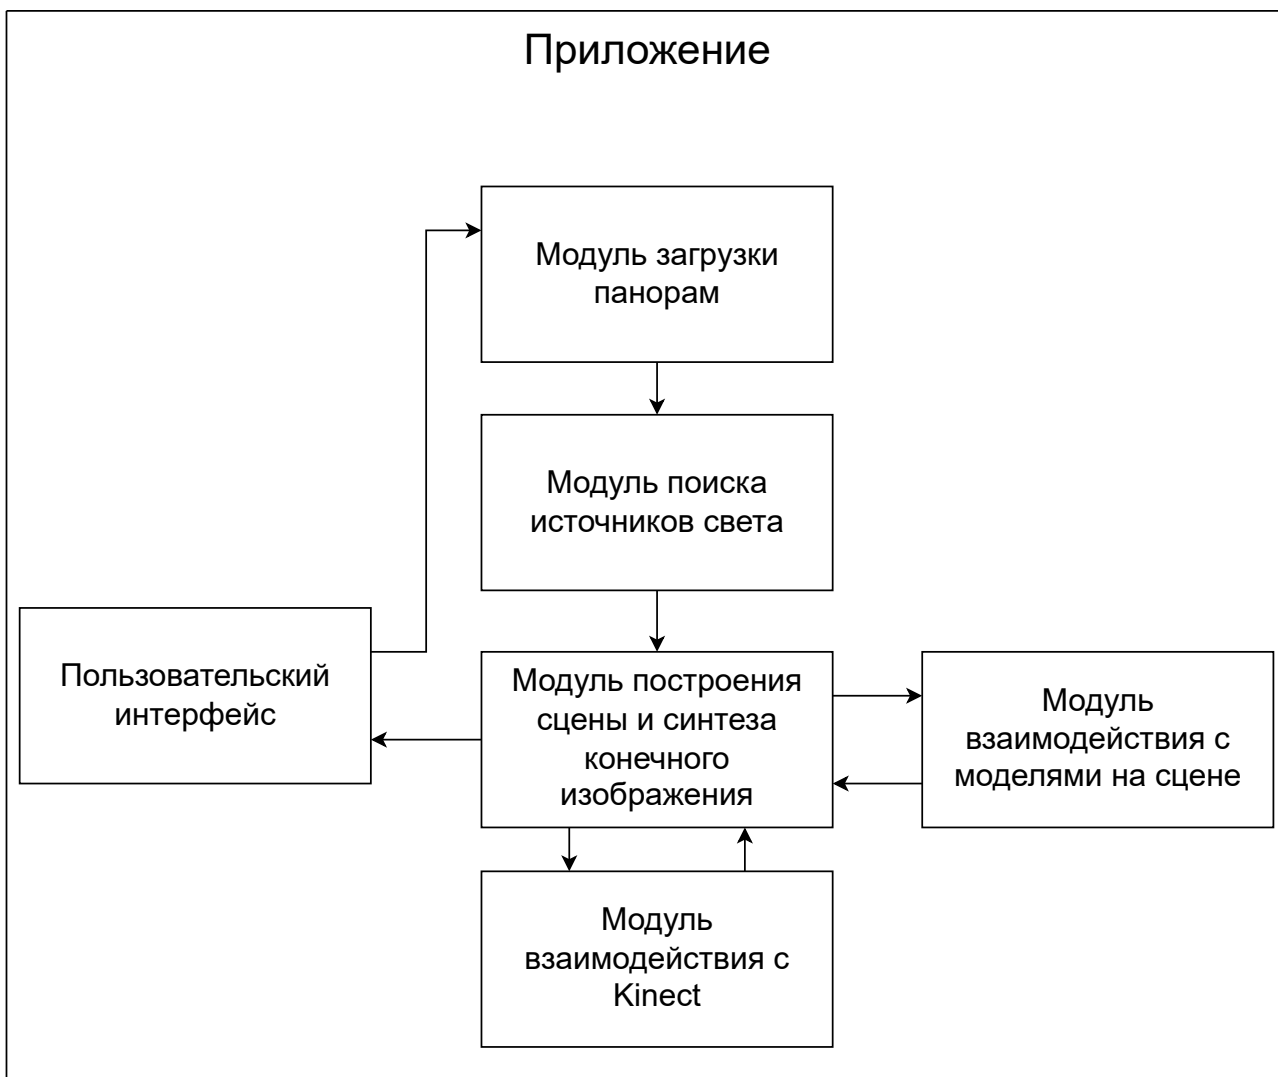 Приложение
Модуль загрузки
панорам
Модуль поиска
источников света
Пользовательский
интерфейс
Модуль построения
сцены и синтеза
конечного
изображения
Модуль
взаимодействия с
моделями на сцене
Модуль
взаимодействия с
Kinect